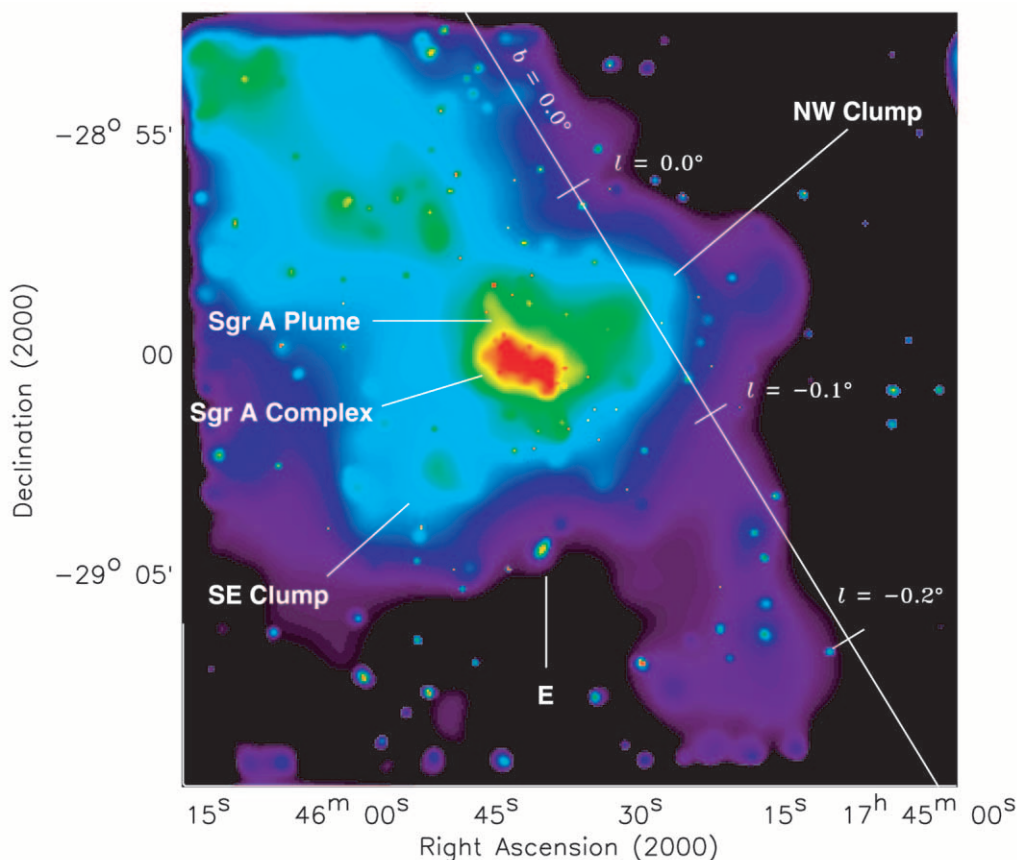 b = 0.0°
NW Clump
−28° 55'
l = 0.0°
Sgr A Plume
00
l = −0.1°
Sgr A Complex
Declination (2000)
−29° 05'
SE Clump
l = −0.2°
E
15s 46m 00s 45s 30s 15s 17h 45m 00s
Right Ascension (2000)